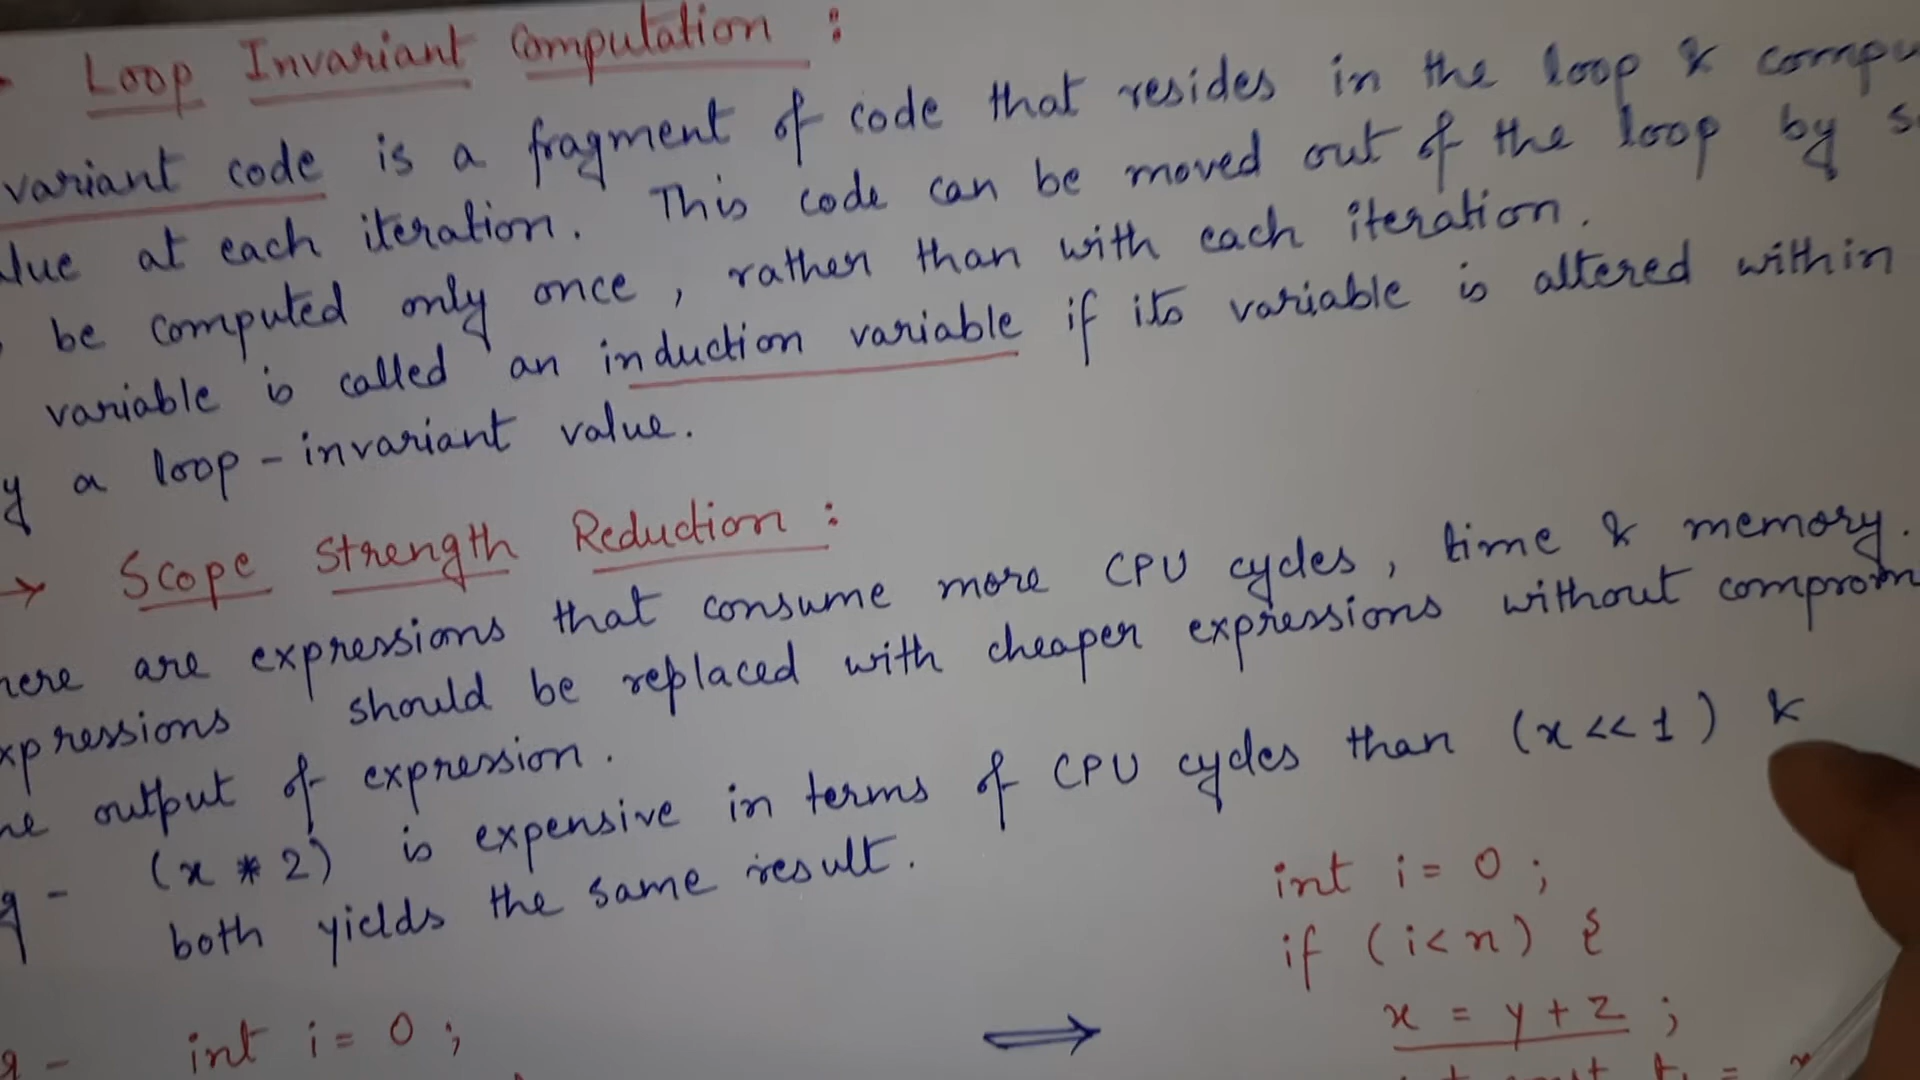 Loop Invariant Computation :
variant code is a fragment of code that resides in the loop &
at each iteration. This code can be moved out of the loop by
be computed only once, rather than with each iteration.
variable is called an induction variable if its variable is altered within
a loop-invariant value.
→ Scope Strength Reduction :
are expressions that consume more CPU cycles, time & memory.
expressions should be replaced with cheaper expressions without
output of expression.
(x * 2) is expensive in terms of CPU cycles than (x << 1) &
both yields the same result.
int i = 0 ;
if (i < n) {
x = y + z ;
int i = 0 ; ⇒